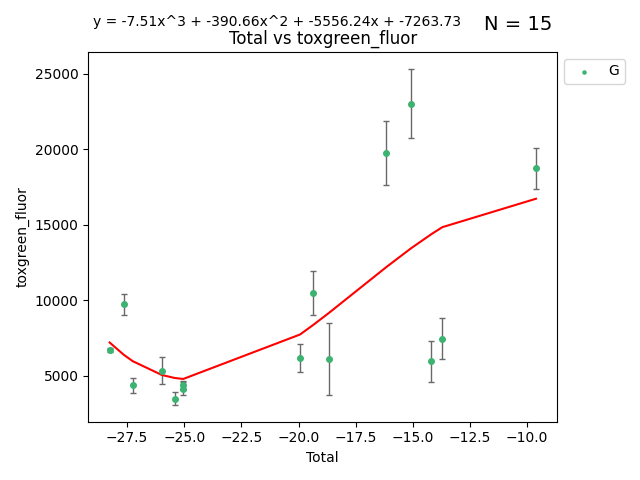 y = -7.51x^3 + -390.66x^2 + -5556.24x + -7263.73
N = 15
Total vs toxgreen_fluor
G
25000
20000
15000
10000
5000
toxgreen_fluor
−27.5 −25.0 −22.5 −20.0 −17.5 −15.0 −12.5 −10.0
Total